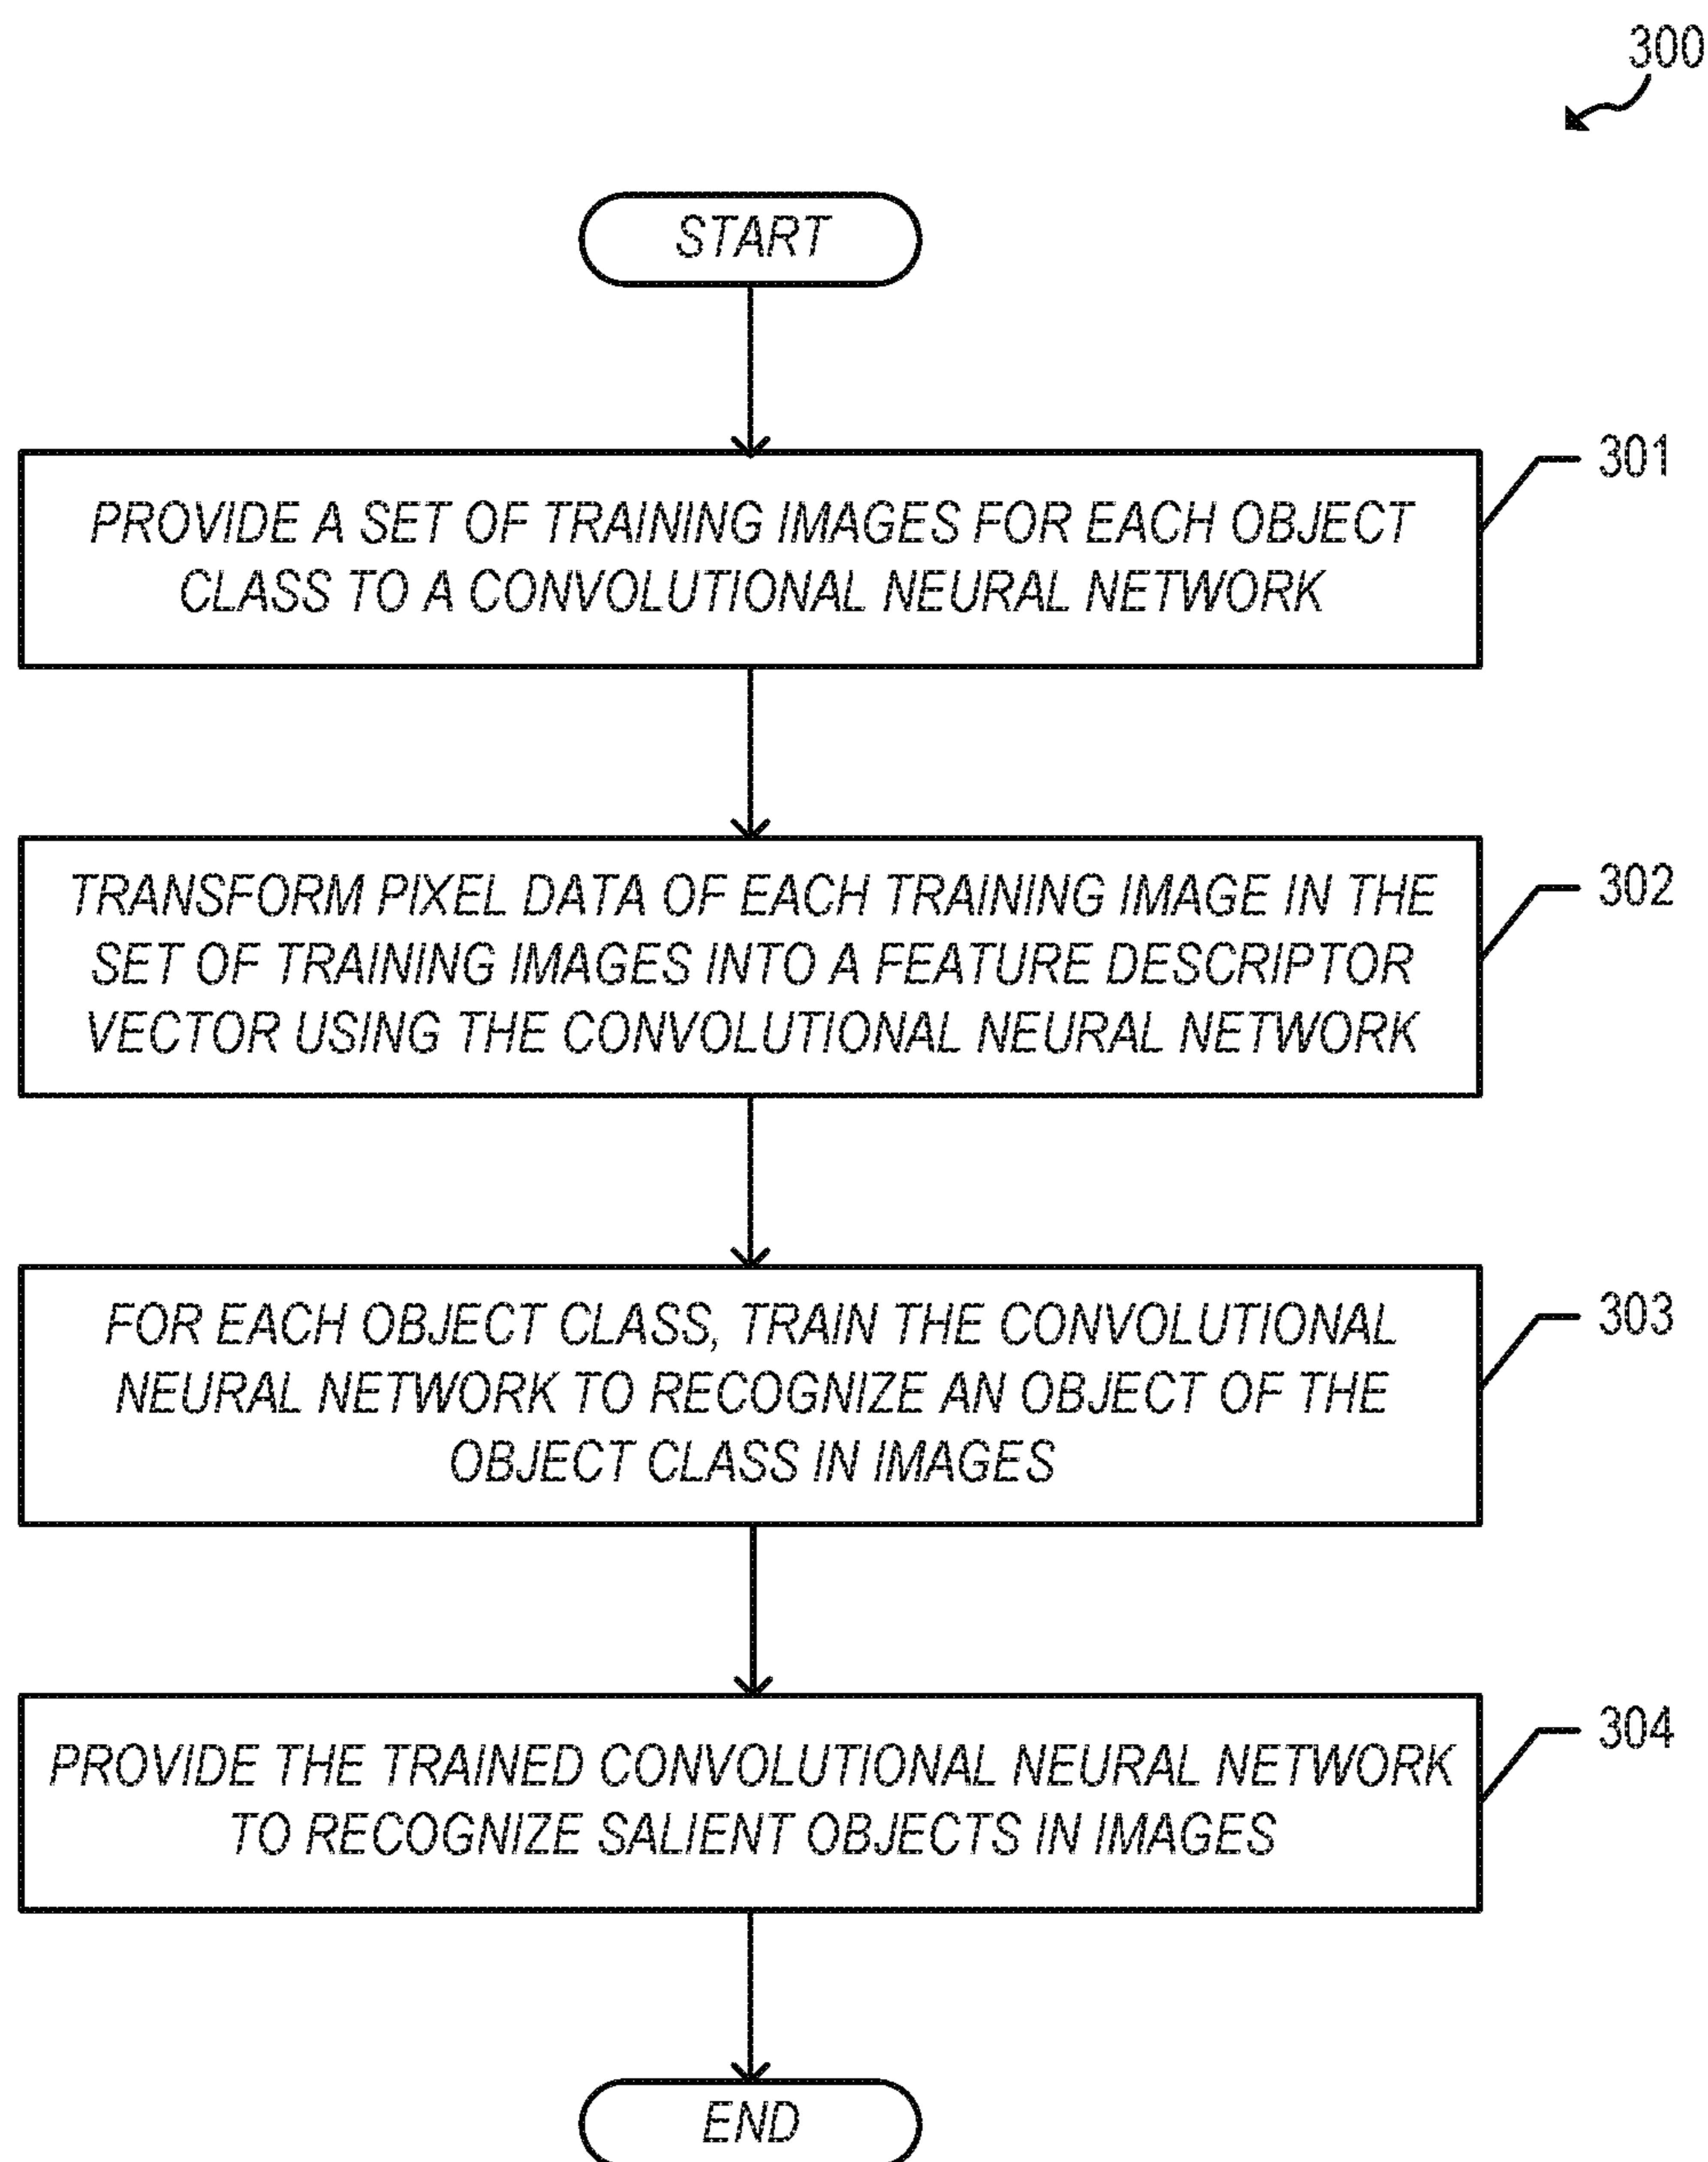 300
START
301
PROVIDE A SET OF TRAINING IMAGES FOR EACH OBJECT
CLASS TO A CONVOLUTIONAL NEURAL NETWORK
302
TRANSFORM PIXEL DATA OF EACH TRAINING IMAGE IN THE
SET OF TRAINING IMAGES INTO A FEATURE DESCRIPTOR
VECTOR USING THE CONVOLUTIONAL NEURAL NETWORK
303
FOR EACH OBJECT CLASS, TRAIN THE CONVOLUTIONAL
NEURAL NETWORK TO RECOGNIZE AN OBJECT OF THE
OBJECT CLASS IN IMAGES
304
PROVIDE THE TRAINED CONVOLUTIONAL NEURAL NETWORK
TO RECOGNIZE SALIENT OBJECTS IN IMAGES
END